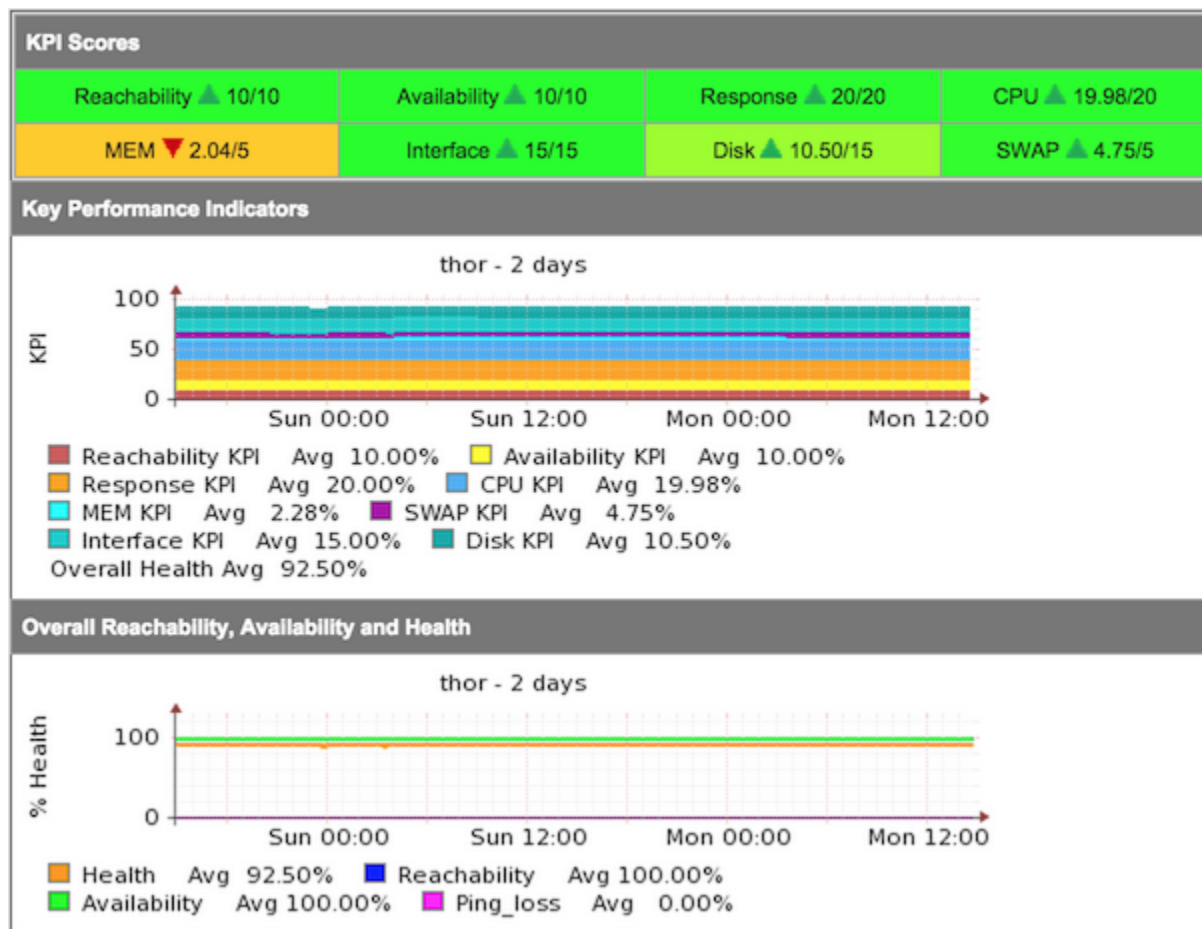 KPI Scores
Reachability ▲ 10/10 Availability ▲ 10/10 Response ▲ 20/20 CPU ▲ 19.98/20
MEM ▼ 2.04/5 Interface ▲ 15/15 Disk ▲ 10.50/15 SWAP ▲ 4.75/5
Key Performance Indicators
thor - 2 days
KPI
100
50
0
Sun 00:00 Sun 12:00 Mon 00:00 Mon 12:00
Reachability KPI Avg 10.00% Availability KPI Avg 10.00%
Response KPI Avg 20.00% CPU KPI Avg 19.98%
MEM KPI Avg 2.28% SWAP KPI Avg 4.75%
Interface KPI Avg 15.00% Disk KPI Avg 10.50%
Overall Health Avg 92.50%
Overall Reachability, Availability and Health
thor - 2 days
% Health
100
0
Sun 00:00 Sun 12:00 Mon 00:00 Mon 12:00
Health Avg 92.50% Reachability Avg 100.00%
Availability Avg 100.00% Ping_loss Avg 0.00%